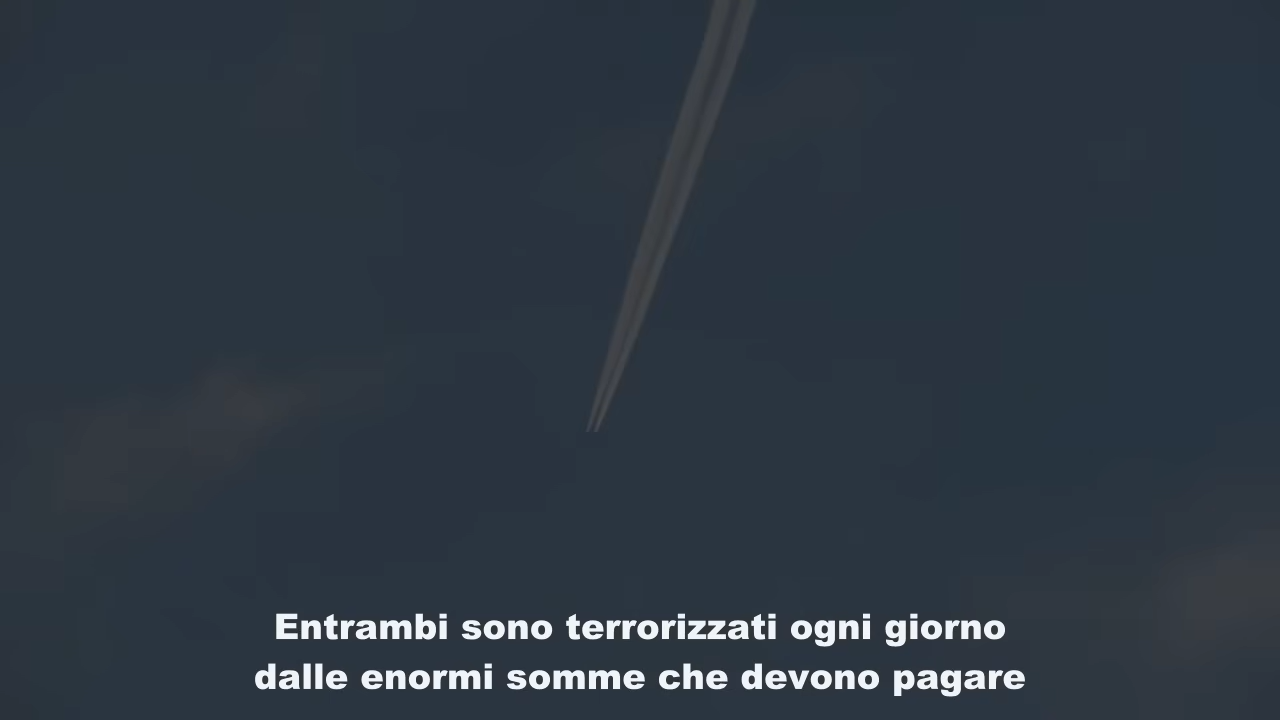 Entrambi sono terrorizzati ogni giorno
dalle enormi somme che devono pagare